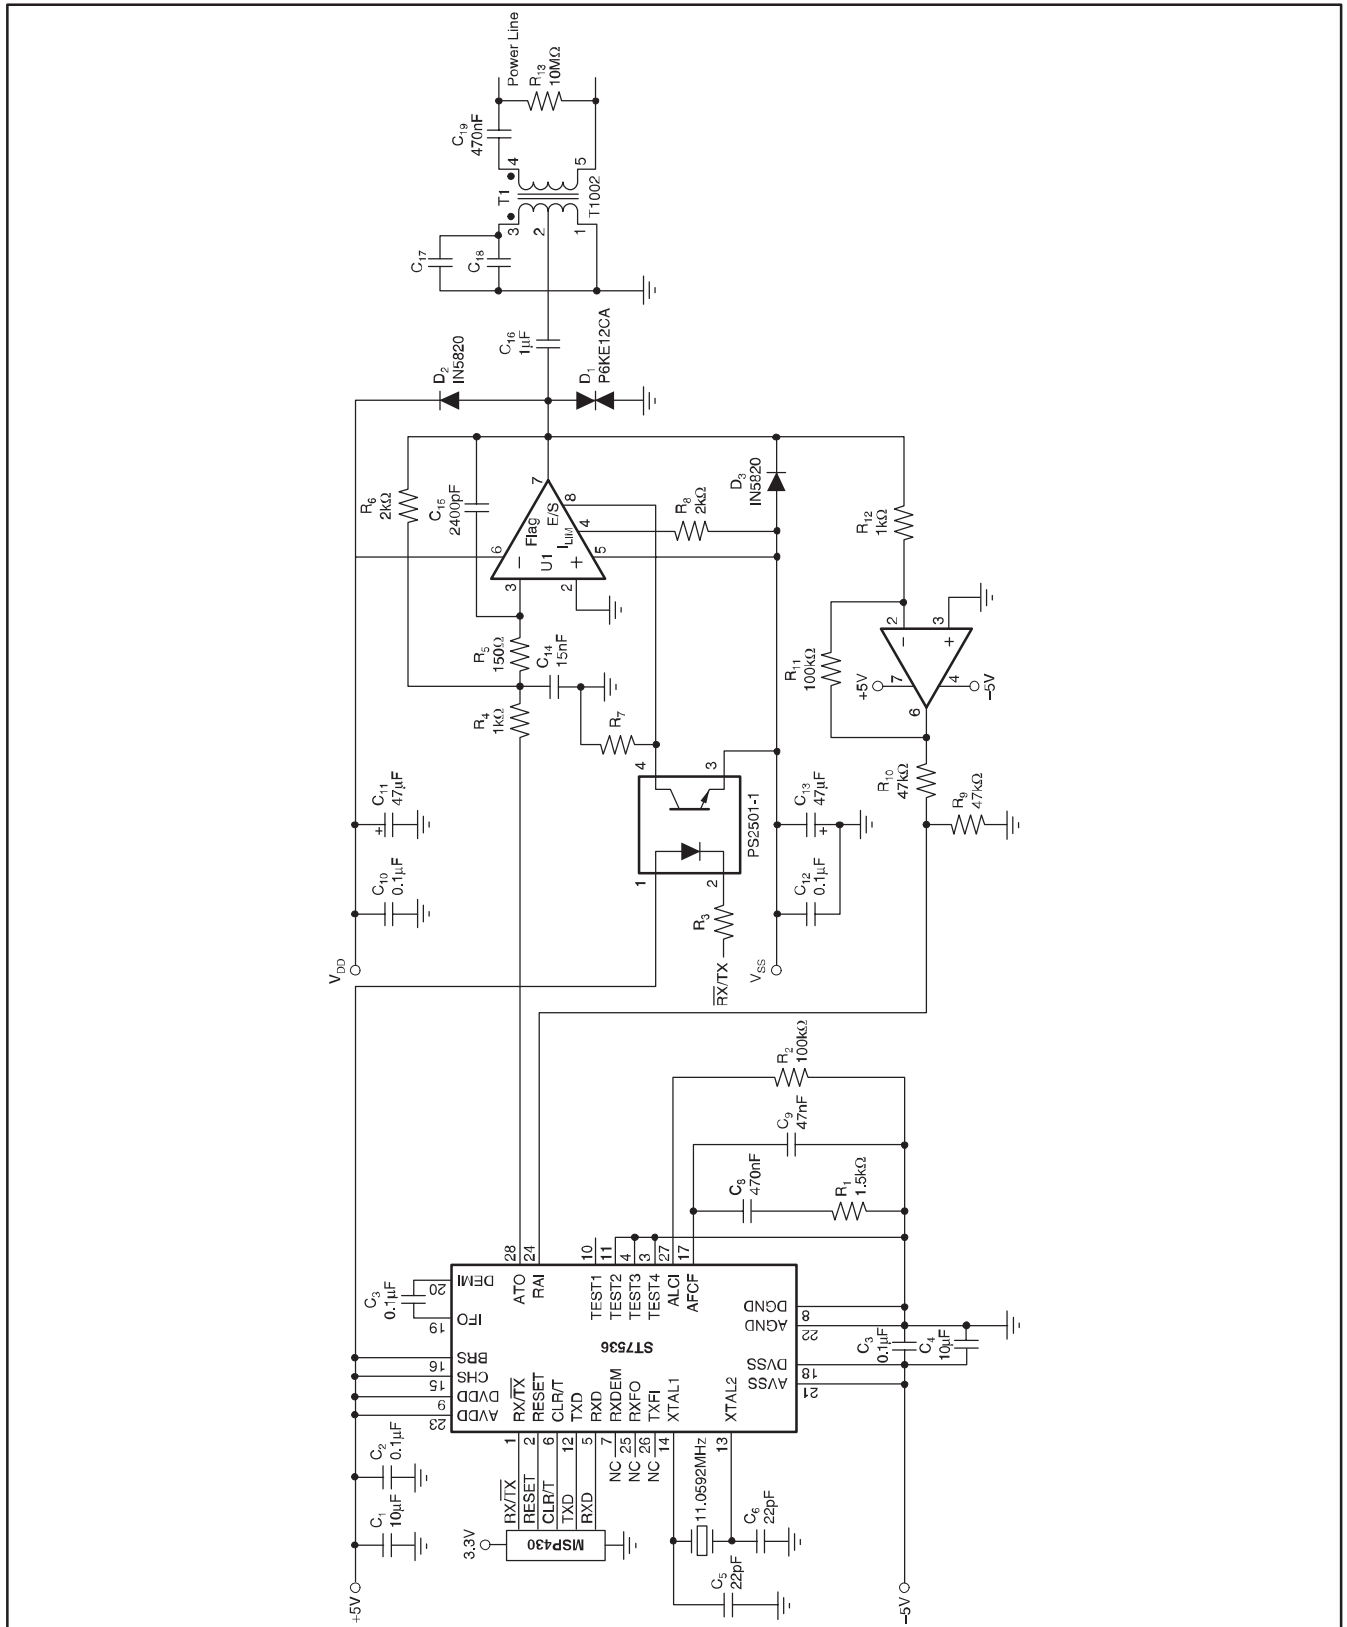 Power Line
R13
10MΩ
C19
470nF
4
5
T1
T1002
3
2
1
C17
C18
C16
1µF
D2
IN5820
D1
P6KE12CA
R6
2kΩ
C15
2400pF
7
Flag
E/S
8
ILIM
4
U1
6
5
–
+
3
2
R8
2kΩ
D3
IN5820
R12
1kΩ
R5
150Ω
C14
15nF
R4
1kΩ
R7
2
3
–
+
R11
100kΩ
+5V
7
4
–5V
6
R10
47kΩ
R9
47kΩ
C11
47µF
+
C10
0.1µF
4
3
PS2501-1
1
2
C13
47µF
+
C12
0.1µF
R3
RX/TX
VDD
VSS
R2
100kΩ
C9
47nF
C8
470nF
R1
1.5kΩ
C3
0.1µF
20
DEMI
19
IFO
28
ATO
24
RAI
10
TEST1
11
TEST2
4
TEST3
3
TEST4
27
ALCI
17
AFCF
ST7536
16
BRS
15
CHS
9
DVDD
23
AVDD
DGND
8
AGND
22
DVSS
18
AVSS
21
C3
0.1µF
C4
10µF
1
RX/TX
2
RESET
6
CLR/T
12
TXD
5
RXD
7
RXDEM
NC
25
RXFO
NC
26
TXFI
NC
14
XTAL1
13
XTAL2
RX/TX
RESET
CLR/T
TXD
RXD
3.3V
MSP430
11.0592MHz
C6
22pF
C5
22pF
C2
0.1µF
C1
10µF
+5V
–5V